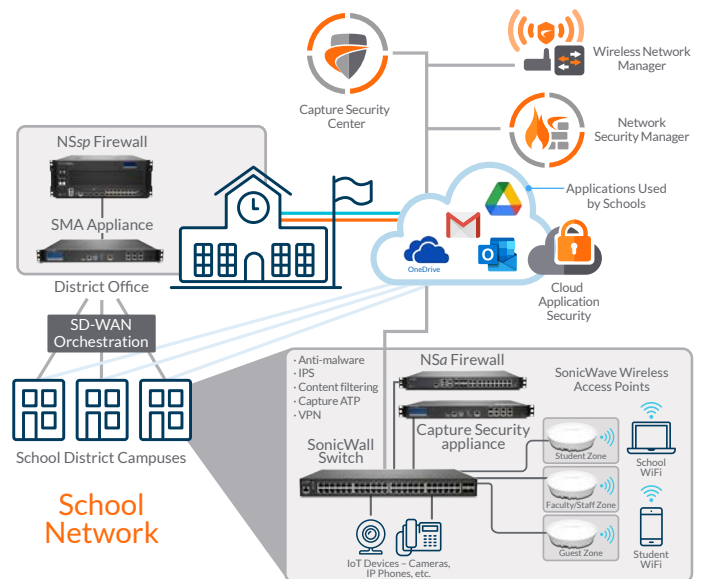 Capture Security
Center
Wireless Network
Manager
Network
Security Manager
NSsp Firewall
SMA Appliance
District Office
SD-WAN
Orchestration
School District Campuses
Applications Used
by Schools
OneDrive
Cloud
Application
Security
School
Network
· Anti-malware
· IPS
· Content filtering
· Capture ATP
· VPN
NSa Firewall
Capture Security
appliance
SonicWall
Switch
SonicWave Wireless
Access Points
Student Zone
Faculty/Staff Zone
Guest Zone
School
WiFi
Student
WiFi
IoT Devices – Cameras,
IP Phones, etc.